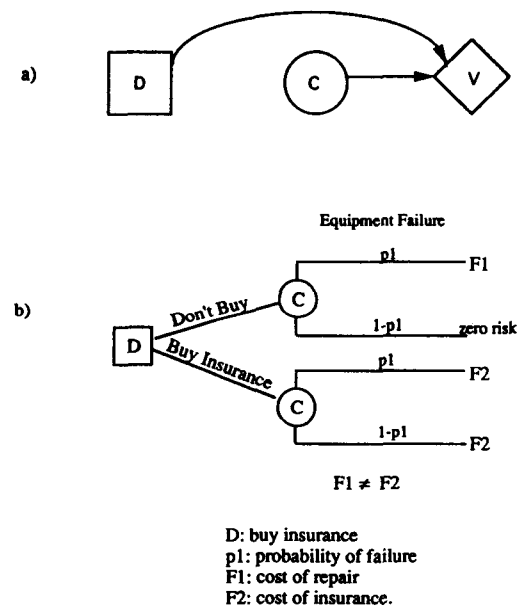 a)
D
C
V
Equipment Failure
p1
F1
Don't Buy
C
1-p1
zero risk
b)
D
Buy Insurance
p1
F2
C
1-p1
F2
F1 ≠ F2
D: buy insurance
p1: probability of failure
F1: cost of repair
F2: cost of insurance.